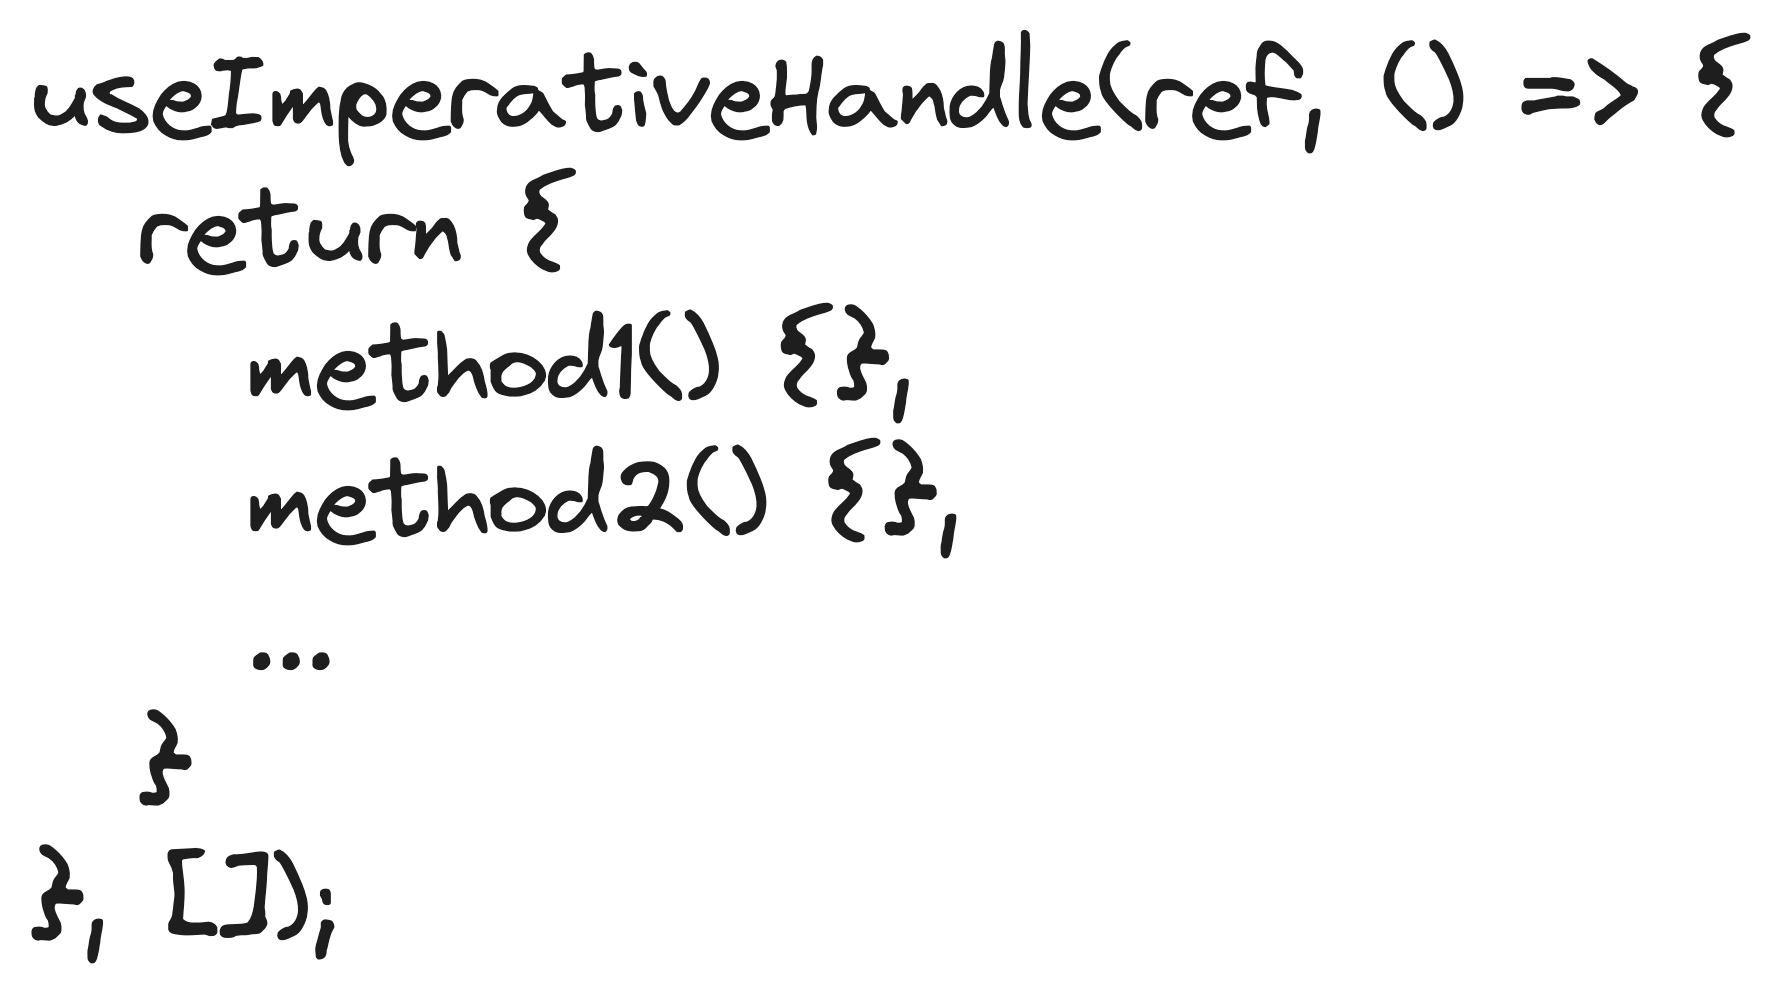 useImperativeHandle(ref, () => {
  return {
    method1() {},
    method2() {},
    ...
  }
}, []);